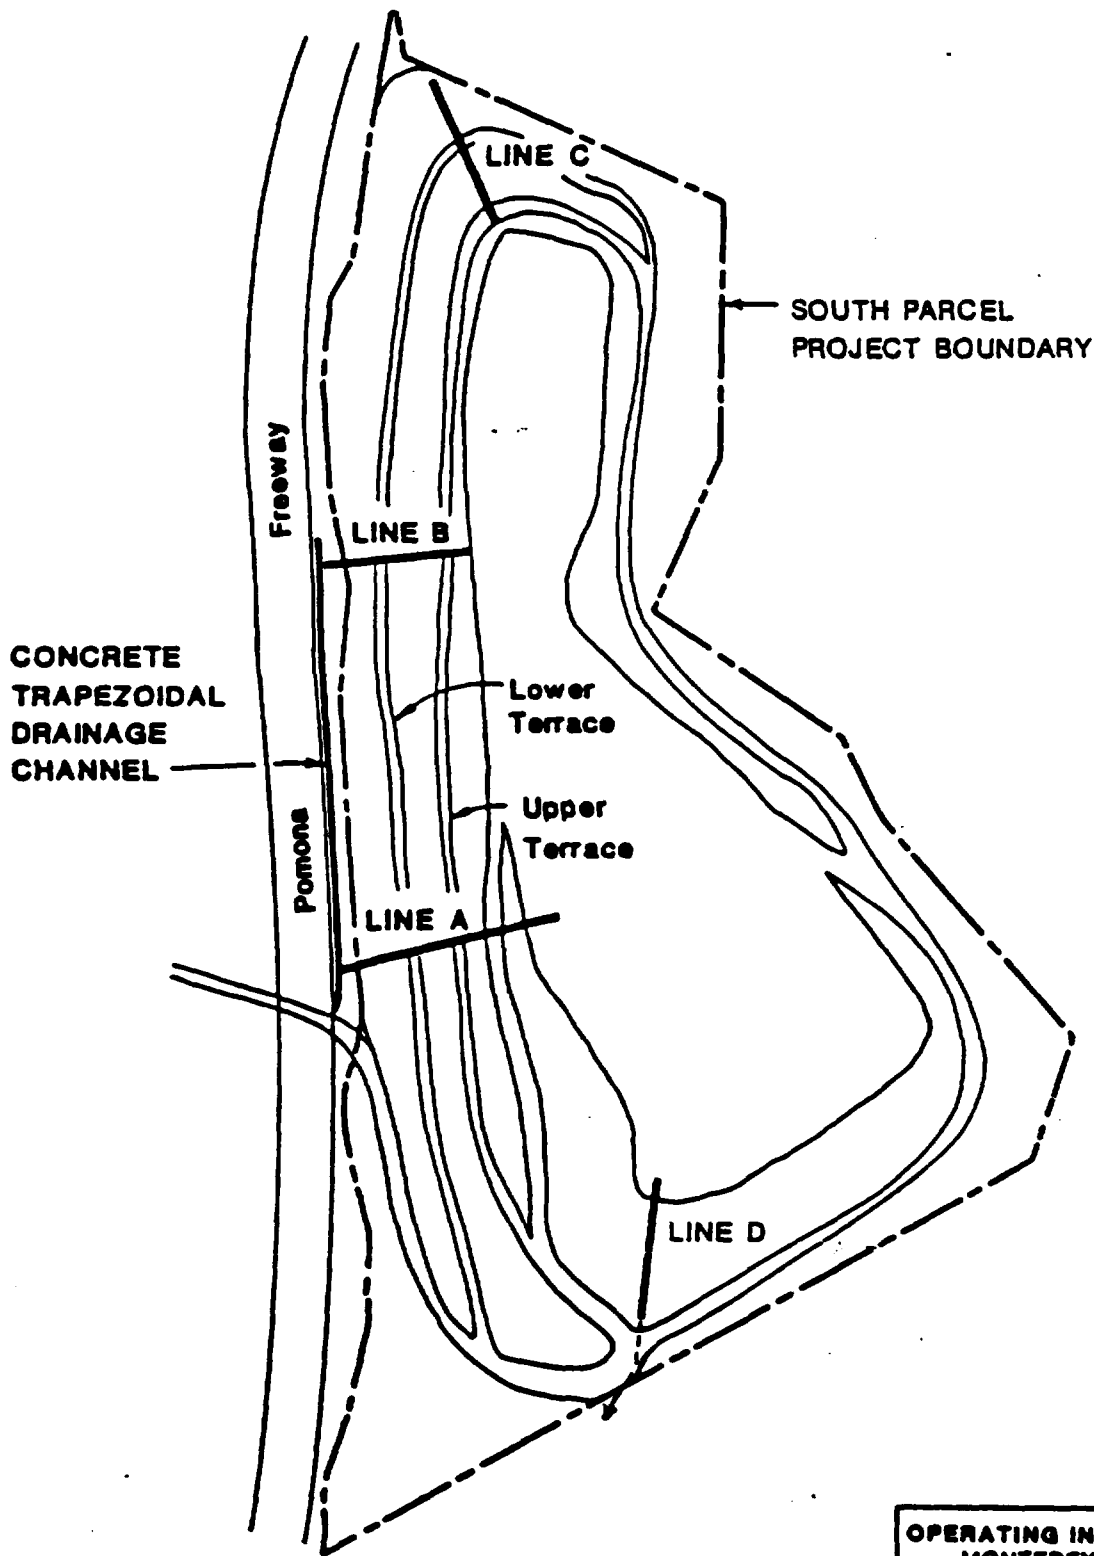 LINE C
SOUTH PARCEL
PROJECT BOUNDARY
Freeway
LINE B
CONCRETE
TRAPEZOIDAL
DRAINAGE
CHANNEL
Lower
Terrace
Upper
Terrace
Pomona
LINE A
LINE D
OPERATING IN